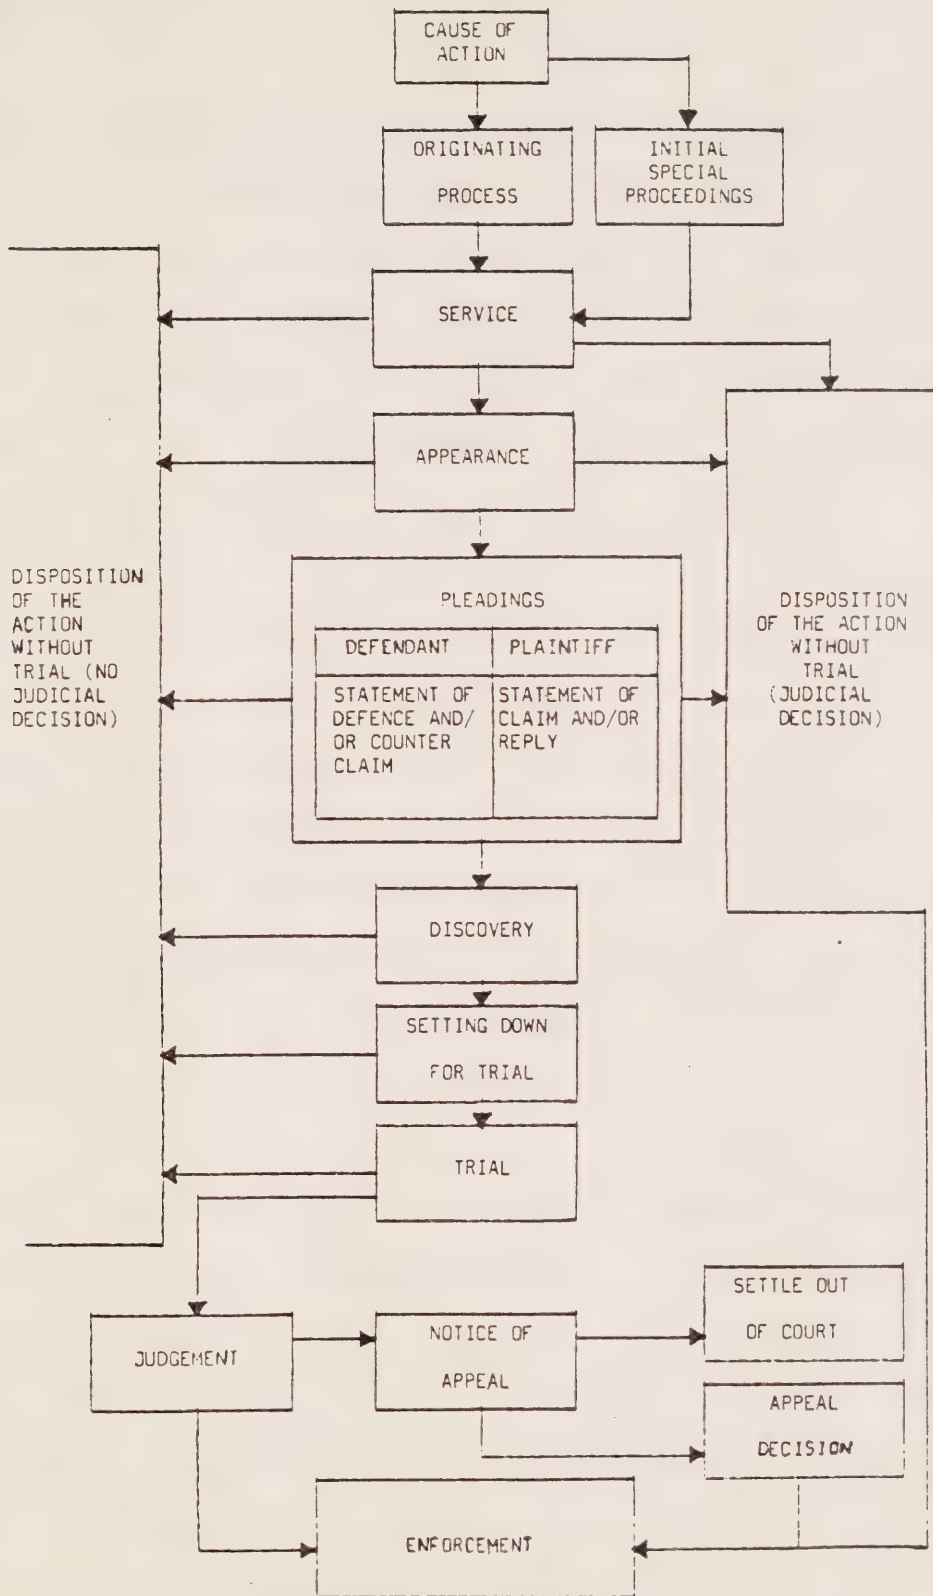 CAUSE OF
ACTION
ORIGINATING
PROCESS
INITIAL
SPECIAL
PROCEEDINGS
SERVICE
APPEARANCE
DISPOSITION
OF THE
ACTION
WITHOUT
TRIAL (NO
JUDICIAL
DECISION)
PLEADINGS
DEFENDANT
PLAINTIFF
STATEMENT OF
DEFENCE AND/
OR COUNTER
CLAIM
STATEMENT OF
CLAIM AND/OR
REPLY
DISPOSITION
OF THE ACTION
WITHOUT
TRIAL
(JUDICIAL
DECISION)
DISCOVERY
SETTING DOWN
FOR TRIAL
TRIAL
JUDGEMENT
NOTICE OF
APPEAL
SETTLE OUT
OF COURT
APPEAL
DECISION
ENFORCEMENT